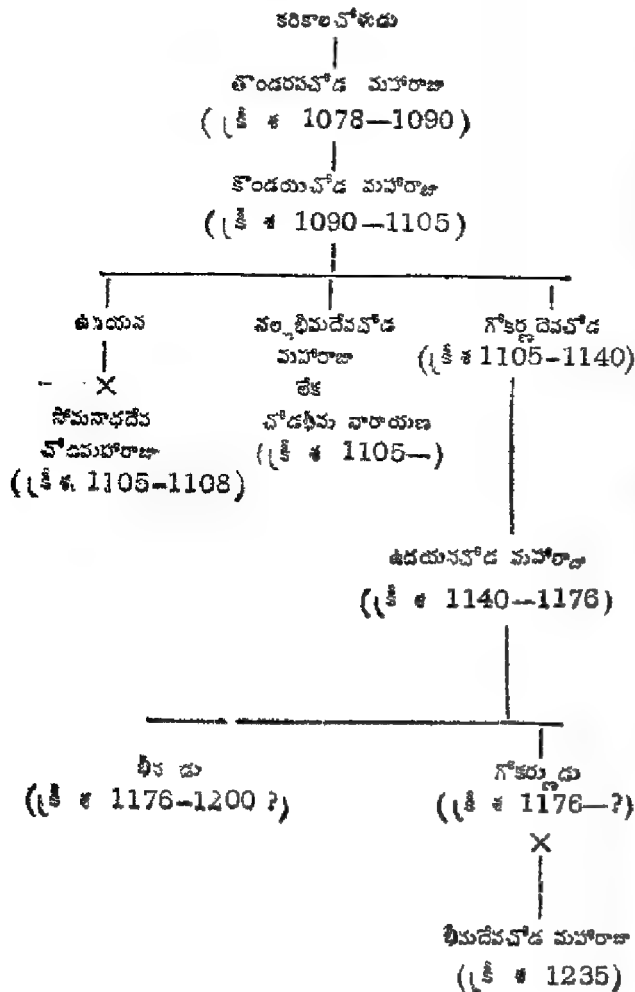 కరికాలచోళుడు
తొండరసచోడ మహారాజా
(క్రీ శ 1078—1090)
కొండయచోడ మహారాజా
(క్రీ శ 1090—1105)
ఉదయన
నల్లభీమదేవచోడ
మహారాజా
లేక
చోడభీమ నారాయణ
(క్రీ శ 1105—)
గోకర్ణదేవచోడ
(క్రీ శ 1105-1140)
×
సోమనాధదేవ
చోడమహారాజా
(క్రీ శ. 1105-1108)
ఉదయనచోడ మహారాజా
(క్రీ శ 1140—1176)
డు
(క్రీ శ 1176-1200 ?)
గోకర్ణుడు
(క్రీ శ 1176—?)
×
భీమదేవచోడ మహారాజా
(క్రీ శ 1235)